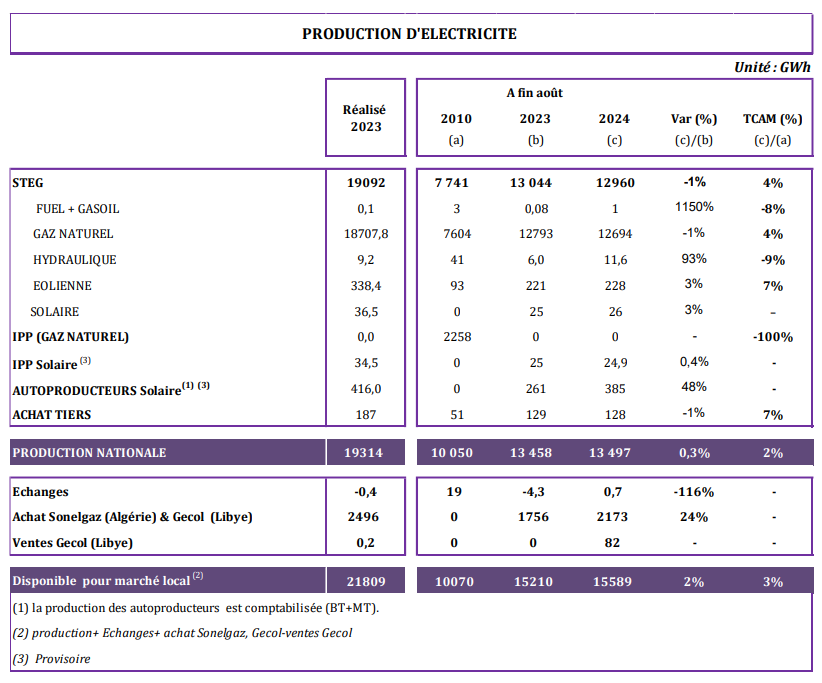 PRODUCTION D'ELECTRICITE
Unité : GWh
Réalisé 2023
A fin août
2010 (a)
2023 (b)
2024 (c)
Var (%) (c)/(b)
TCAM (%) (c)/(a)
STEG 19092 7 741 13 044 12960 -1% 4%
FUEL + GASOIL 0,1 3 0,08 1 1150% -8%
GAZ NATUREL 18707,8 7604 12793 12694 -1% 4%
HYDRAULIQUE 9,2 41 6,0 11,6 93% -9%
EOLIENNE 338,4 93 221 228 3% 7%
SOLAIRE 36,5 0 25 26 3% –
IPP (GAZ NATUREL) 0,0 2258 0 0 - -100%
IPP Solaire (3) 34,5 0 25 24,9 0,4% -
AUTOPRODUCTEURS Solaire(1) (3) 416,0 0 261 385 48% -
ACHAT TIERS 187 51 129 128 -1% 7%
PRODUCTION NATIONALE 19314 10 050 13 458 13 497 0,3% 2%
Echanges -0,4 19 -4,3 0,7 -116% -
Achat Sonelgaz (Algérie) & Gecol (Libye) 2496 0 1756 2173 24% -
Ventes Gecol (Libye) 0,2 0 0 82 - -
Disponible pour marché local (2) 21809 10070 15210 15589 2% 3%
(1) la production des autoproducteurs est comptabilisée (BT+MT).
(2) production+ Echanges+ achat Sonelgaz, Gecol-ventes Gecol
(3) Provisoire